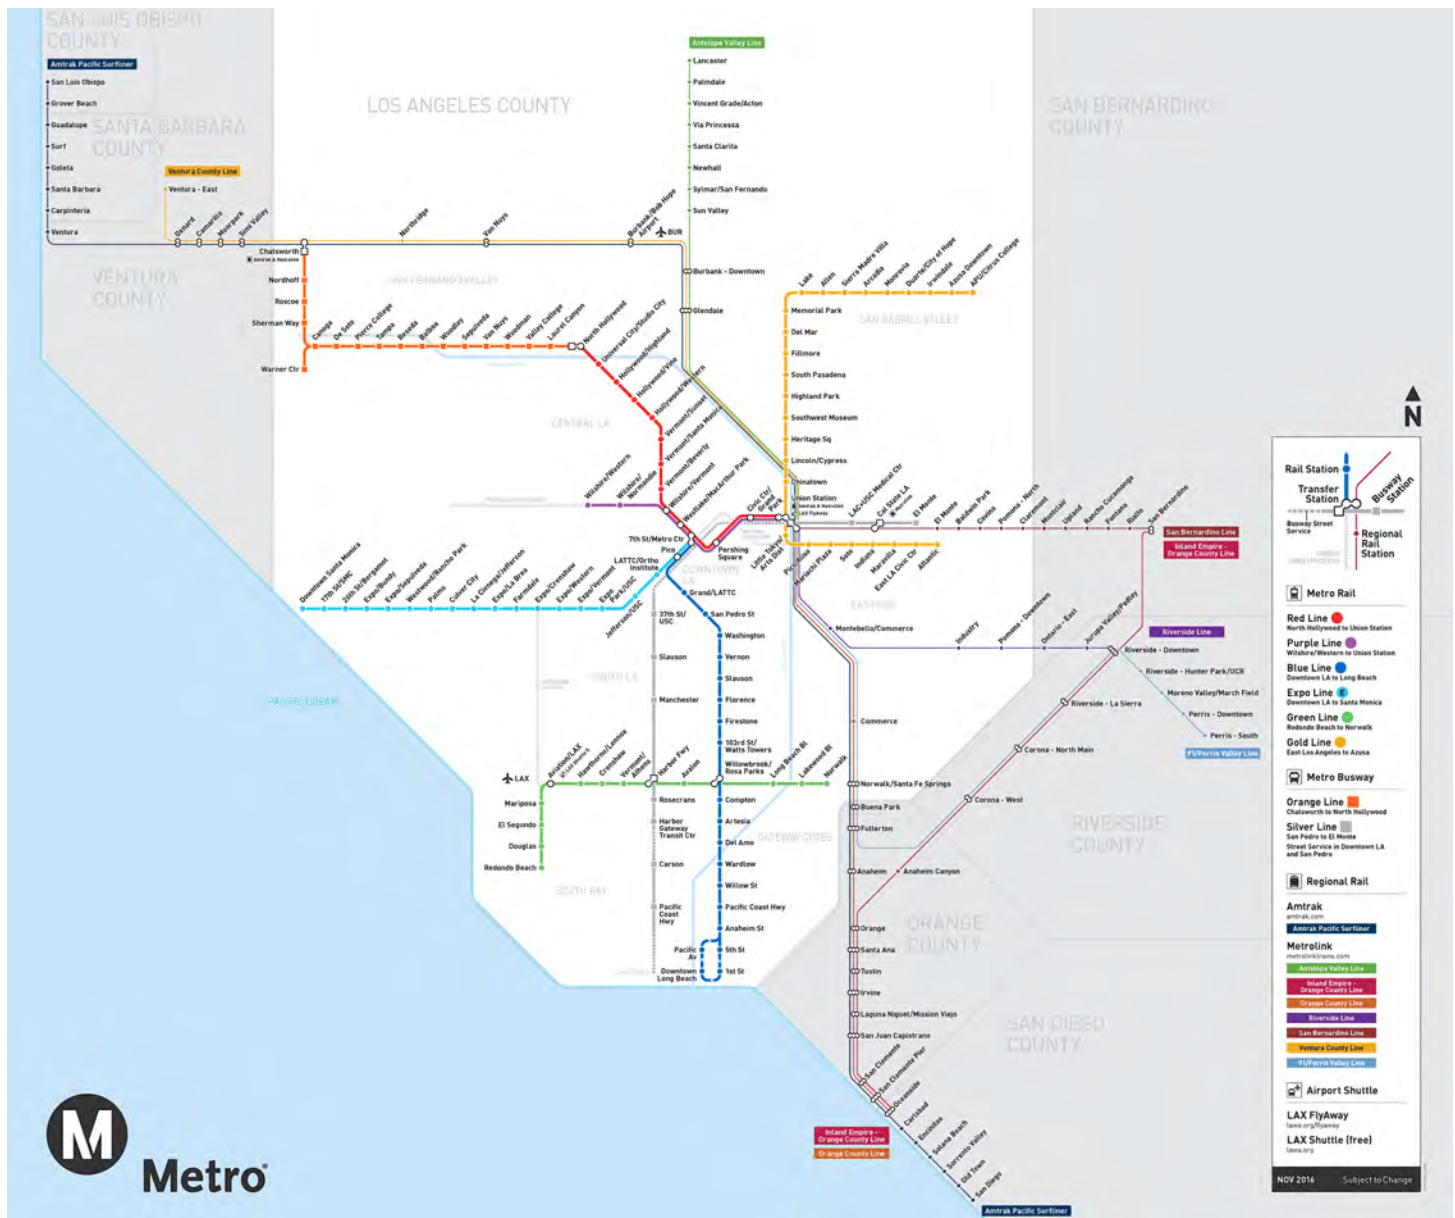 SAN LUIS OBISPO
COUNTY
Amtrak Pacific Surfliner
San Luis Obispo
Grover Beach
Guadalupe
SANTA BARBARA
COUNTY
Surf
Goleta
Santa Barbara
Carpinteria
Ventura
Ventura County Line
Ventura - East
Oxnard
Camarillo
Moorpark
Simi Valley
VENTURA
COUNTY
LOS ANGELES COUNTY
SAN BERNARDINO
COUNTY
Antelope Valley Line
Lancaster
Palmdale
Vincent Grade/Acton
Via Princessa
Santa Clarita
Newhall
Sylmar/San Fernando
Sun Valley
Northridge
Van Nuys
Burbank/Bob Hope
Airport
BUR
Burbank - Downtown
Glendale
Chatsworth
Amtrak & Metrolink
Nordhoff
Roscoe
Sherman Way
Warner Ctr
SAN FERNANDO VALLEY
Canoga
De Soto
Pierce College
Tampa
Reseda
Balboa
Woodley
Sepulveda
Van Nuys
Woodman
Valley College
Laurel Canyon
North Hollywood
Universal City/Studio City
Hollywood/Highland
Hollywood/Vine
Hollywood/Western
Vermont/Sunset
Vermont/Santa Monica
Vermont/Beverly
Wilshire/Vermont
Westlake/MacArthur Park
CENTRAL LA
Wilshire/Western
Wilshire/
Normandie
Civic Ctr/
Grand
Park
7th St/Metro Ctr
Pico
Pershing
Square
DOWNTOWN
LA
Lake
Allen
Sierra Madre Villa
Arcadia
Monrovia
Duarte/City of Hope
Irwindale
Azusa Downtown
APU/Citrus College
Memorial Park
SAN GABRIEL VALLEY
Del Mar
Fillmore
South Pasadena
Highland Park
Southwest Museum
Heritage Sq
Lincoln/Cypress
Chinatown
Union Station
Amtrak & Metrolink
LAX FlyAway
LAC+USC Medical Ctr
Cal State LA
El Monte
El Monte
Baldwin Park
Covina
Pomona - North
Claremont
Montclair
Upland
Rancho Cucamonga
Fontana
Rialto
San Bernardino
San Bernardino Line
Inland Empire -
Orange County Line
Little Tokyo/
Arts Dist
Pico/Aliso
Mariachi Plaza
Soto
Indiana
Maravilla
East LA Civic Ctr
Atlantic
EASTSIDE
Downtown Santa Monica
17th St/SMC
26th St/Bergamot
Expo/Bundy
Expo/Sepulveda
Westwood/Rancho Park
Palms
Culver City
La Cienega/Jefferson
Expo/La Brea
Farmdale
Expo/Crenshaw
Expo/Western
Expo/Vermont
Expo
Park/USC
Jefferson/USC
LATTC/Ortho
Institute
Grand/LATTC
San Pedro St
Washington
Vernon
Slauson
Florence
Firestone
103rd St/
Watts Towers
Willowbrook/
Rosa Parks
Compton
Artesia
Del Amo
Wardlow
Willow St
Pacific Coast Hwy
Anaheim St
5th St
1st St
Pacific
Av
Downtown
Long Beach
37th St/
USC
Slauson
Manchester
SOUTH LA
Harbor Fwy
Rosecrans
Harbor
Gateway
Transit Ctr
Carson
Pacific
Coast
Hwy
LAX
Aviation/LAX
Hawthorne/Lennox
Crenshaw
Vermont/
Athens
Avalon
Long Beach Bl
Lakewood Bl
Norwalk
Mariposa
El Segundo
Douglas
Redondo Beach
SOUTH BAY
GATEWAY CITIES
PACIFIC OCEAN
Montebello/Commerce
Industry
Pomona - Downtown
Ontario - East
Jurupa Valley/Pedley
Riverside Line
Riverside - Downtown
Riverside - Hunter Park/UCR
Moreno Valley/March Field
Perris - Downtown
Perris - South
91/Perris Valley Line
Riverside - La Sierra
Corona - North Main
Corona - West
Anaheim Canyon
RIVERSIDE
COUNTY
Commerce
Norwalk/Santa Fe Springs
Buena Park
Fullerton
Anaheim
Orange
Santa Ana
Tustin
Irvine
Laguna Niguel/Mission Viejo
San Juan Capistrano
ORANGE
COUNTY
SAN DIEGO
COUNTY
San Clemente
San Clemente Pier
Oceanside
Carlsbad
Encinitas
Solana Beach
Sorrento Valley
Old Town
San Diego
Inland Empire -
Orange County Line
Orange County Line
Amtrak Pacific Surfliner
M
Metro
N
Rail Station
Transfer
Station
Busway
Station
Busway Street
Service
Regional
Rail
Station
Metro Rail
Red Line
North Hollywood to Union Station
Purple Line
Wilshire/Western to Union Station
Blue Line
Downtown LA to Long Beach
Expo Line E
Downtown LA to Santa Monica
Green Line
Redondo Beach to Norwalk
Gold Line
East Los Angeles to Azusa
Metro Busway
Orange Line
Chatsworth to North Hollywood
Silver Line
San Pedro to El Monte
Street Service in Downtown LA
and San Pedro
Regional Rail
Amtrak
amtrak.com
Amtrak Pacific Surfliner
Metrolink
metrolinktrains.com
Antelope Valley Line
Inland Empire -
Orange County Line
Orange County Line
Riverside Line
San Bernardino Line
Ventura County Line
91/Perris Valley Line
Airport Shuttle
LAX FlyAway
lawa.org/flyaway
LAX Shuttle (free)
lawa.org
NOV 2016
Subject to Change